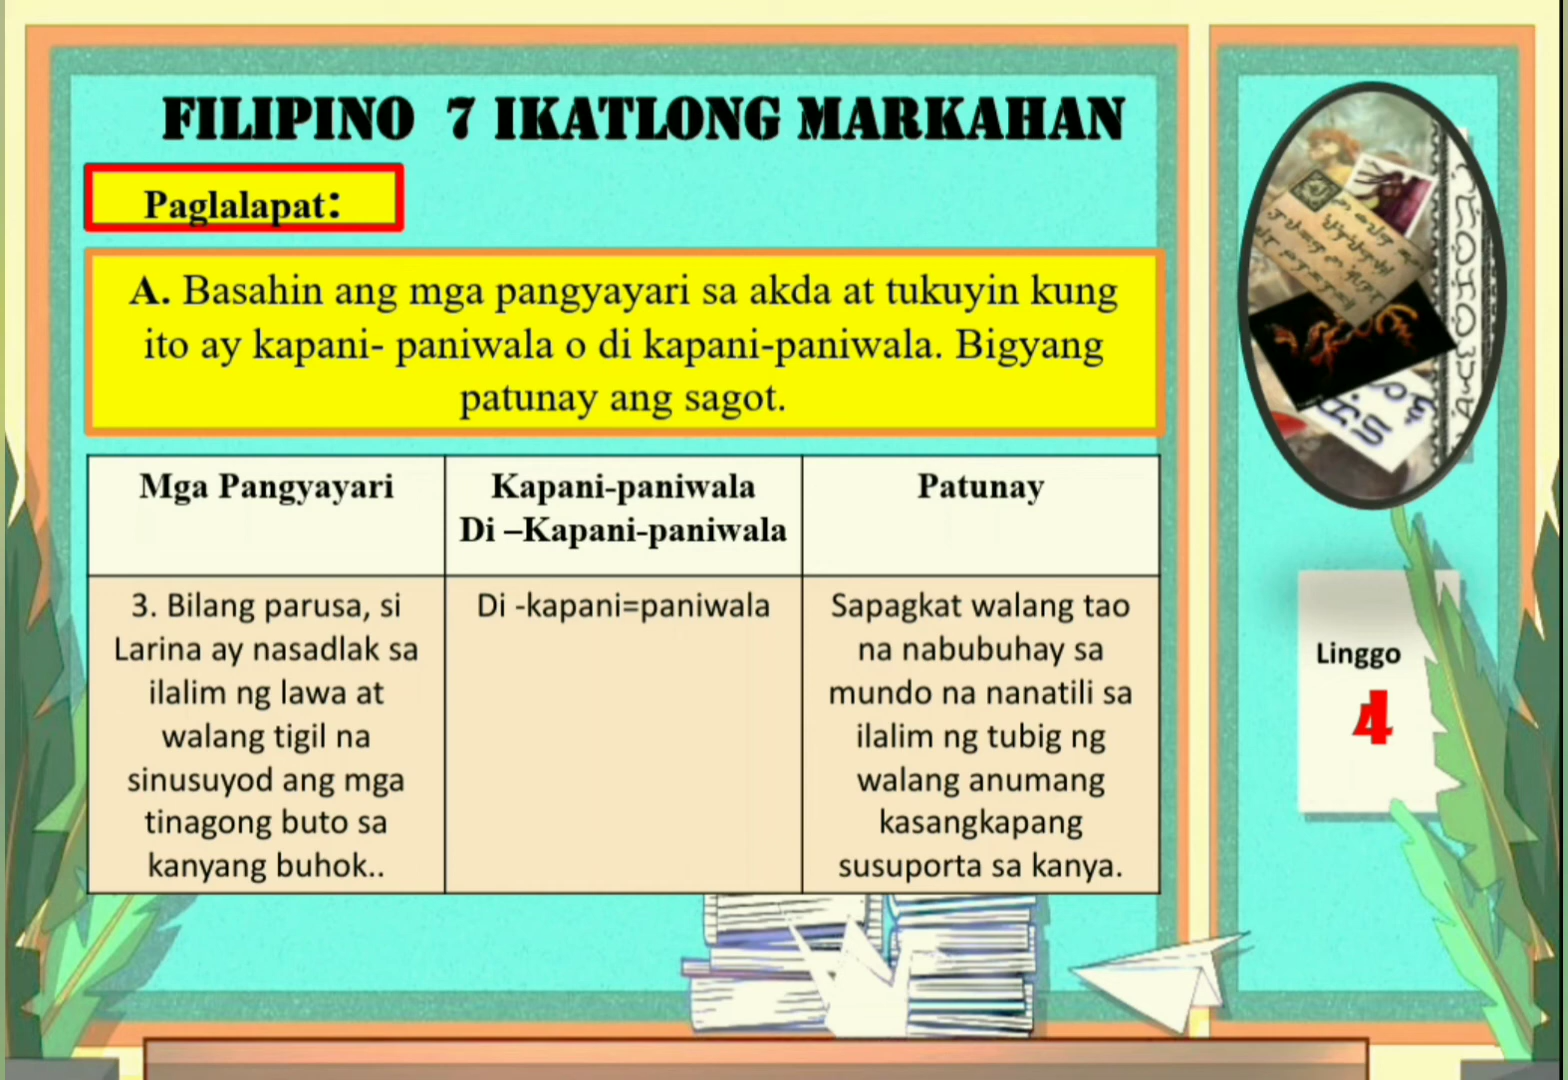 FILIPINO 7 IKATLONG MARKAHAN
Paglalapat:
A. Basahin ang mga pangyayari sa akda at tukuyin kung
ito ay kapani- paniwala o di kapani-paniwala. Bigyang
patunay ang sagot.
Mga Pangyayari
Kapani-paniwala
Di –Kapani-paniwala
Patunay
3. Bilang parusa, si
Larina ay nasadlak sa
ilalim ng lawa at
walang tigil na
sinusuyod ang mga
tinagong buto sa
kanyang buhok..
Di -kapani=paniwala
Sapagkat walang tao
na nabubuhay sa
mundo na nanatili sa
ilalim ng tubig ng
walang anumang
kasangkapang
susuporta sa kanya.
Linggo
4